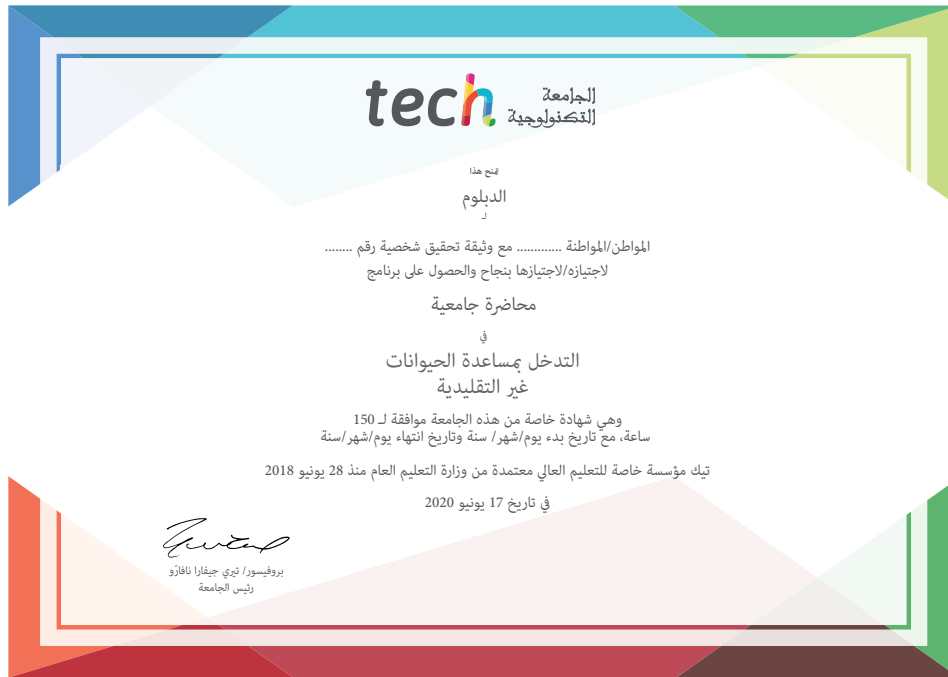 tech الجامعة
التكنولوجية
يمنح هذا
الدبلوم
لـ
المواطن/المواطنة ............. مع وثيقة تحقيق شخصية رقم ........
لاجتيازه/لاجتيازها بنجاح والحصول على برنامج
محاضرة جامعية
في
التدخل بمساعدة الحيوانات
غير التقليدية
وهي شهادة خاصة من هذه الجامعة موافقة لـ 150
ساعة، مع تاريخ بدء يوم/شهر/ سنة وتاريخ انتهاء يوم/شهر/سنة
تيك مؤسسة خاصة للتعليم العالي معتمدة من وزارة التعليم العام منذ 28 يونيو 2018
في تاريخ 17 يونيو 2020
بروفيسور/ تيري جيفارا نافارّو
رئيس الجامعة